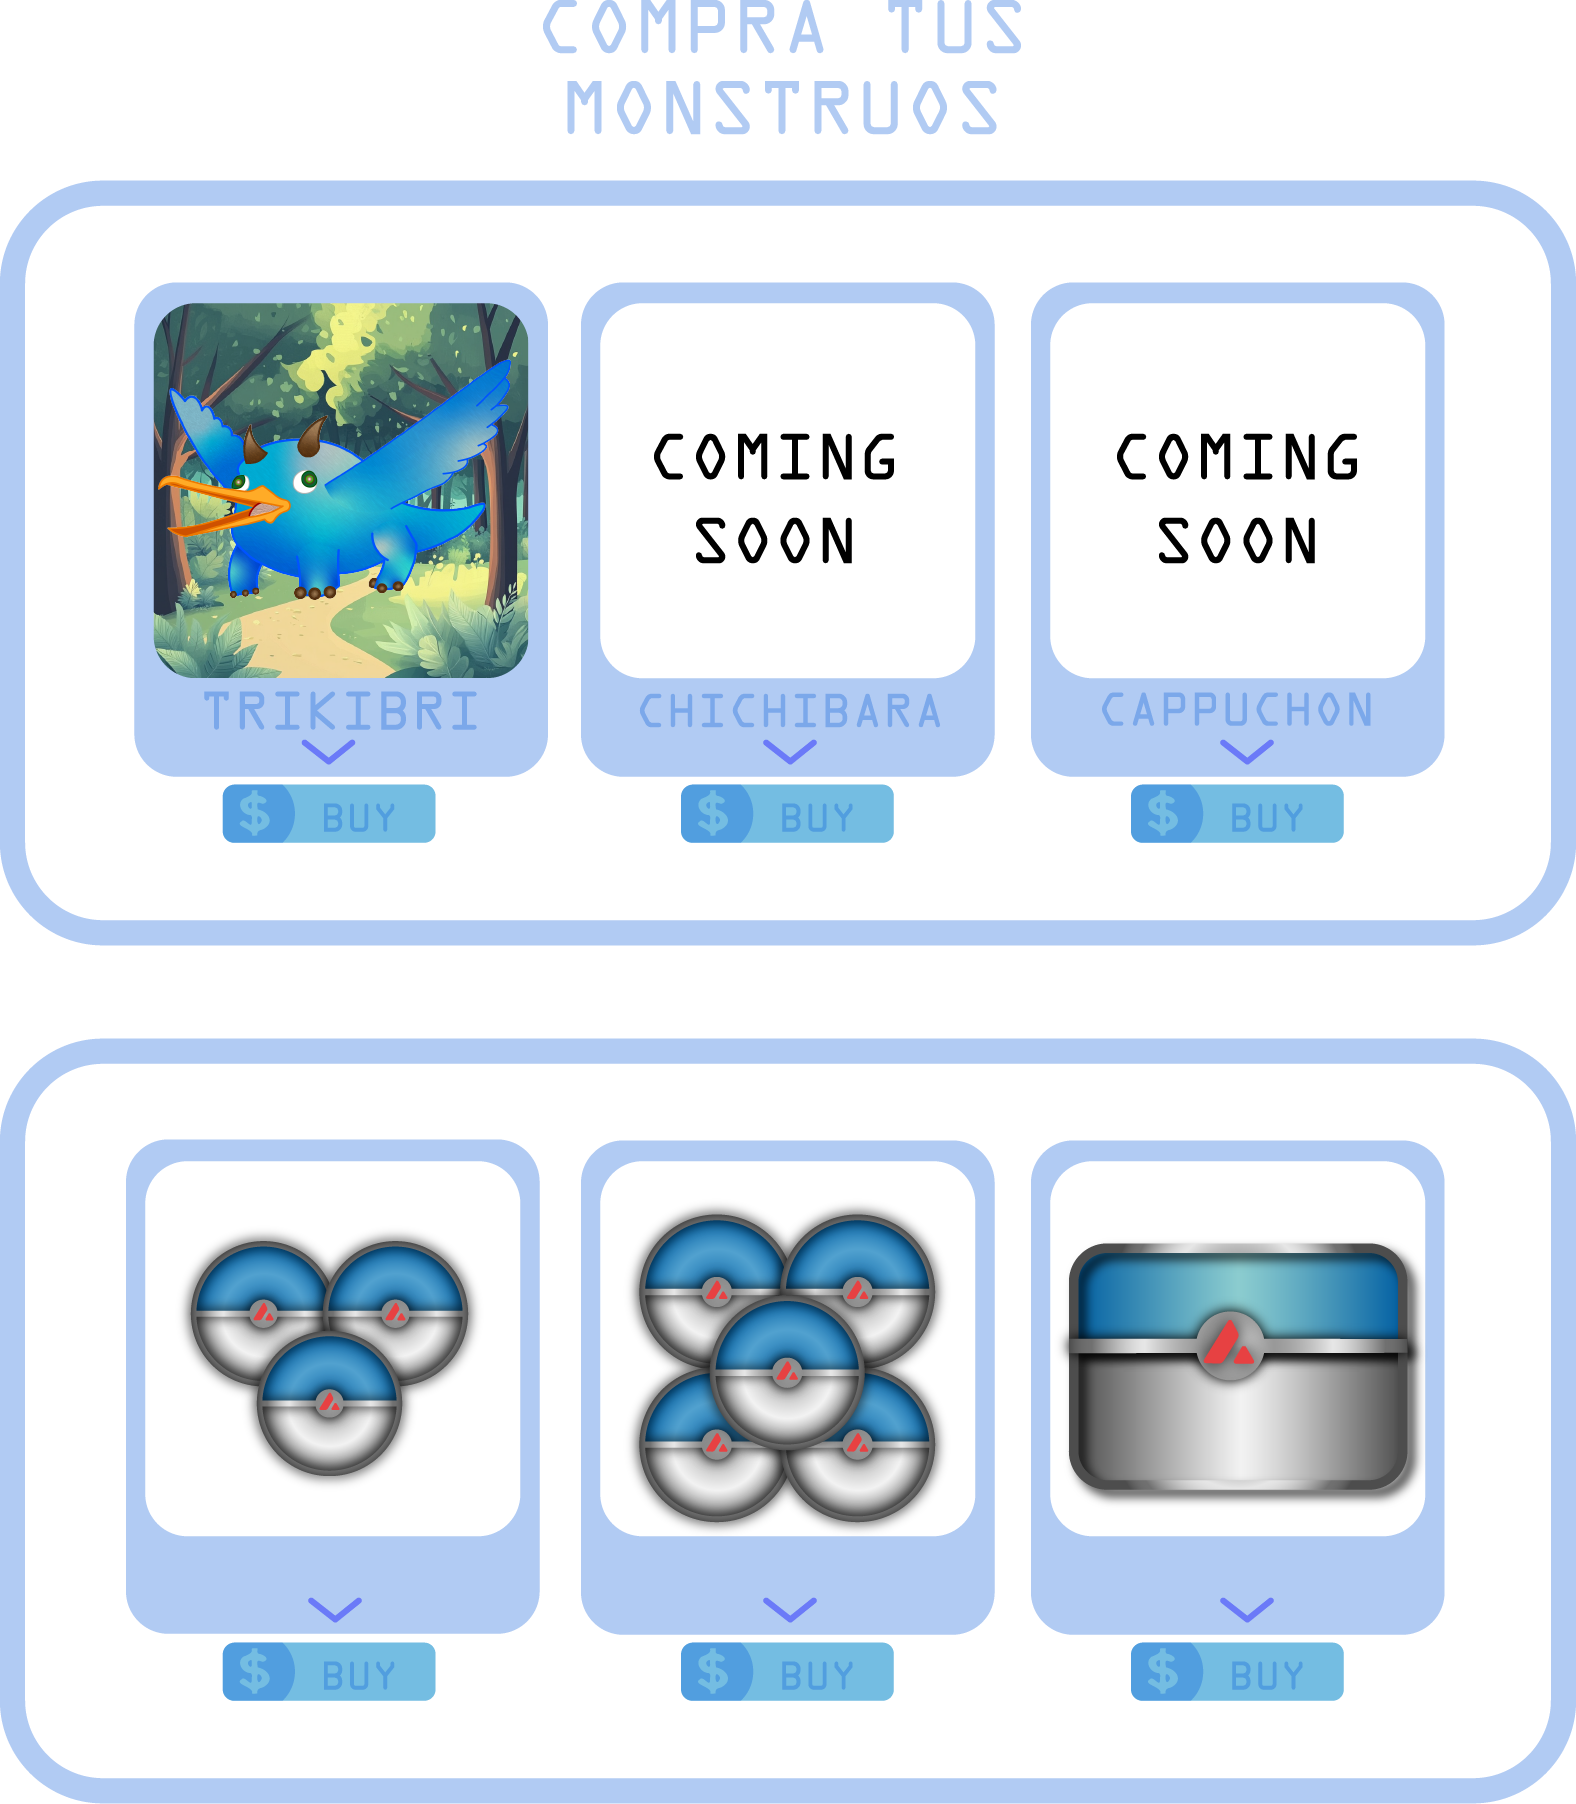 COMPRA TUS
MONSTRUOS
COMING
SOON
COMING
SOON
TRIKIBRI
CHICHIBARA
CAPPUCHON
$ BUY
$ BUY
$ BUY
$ BUY
$ BUY
$ BUY